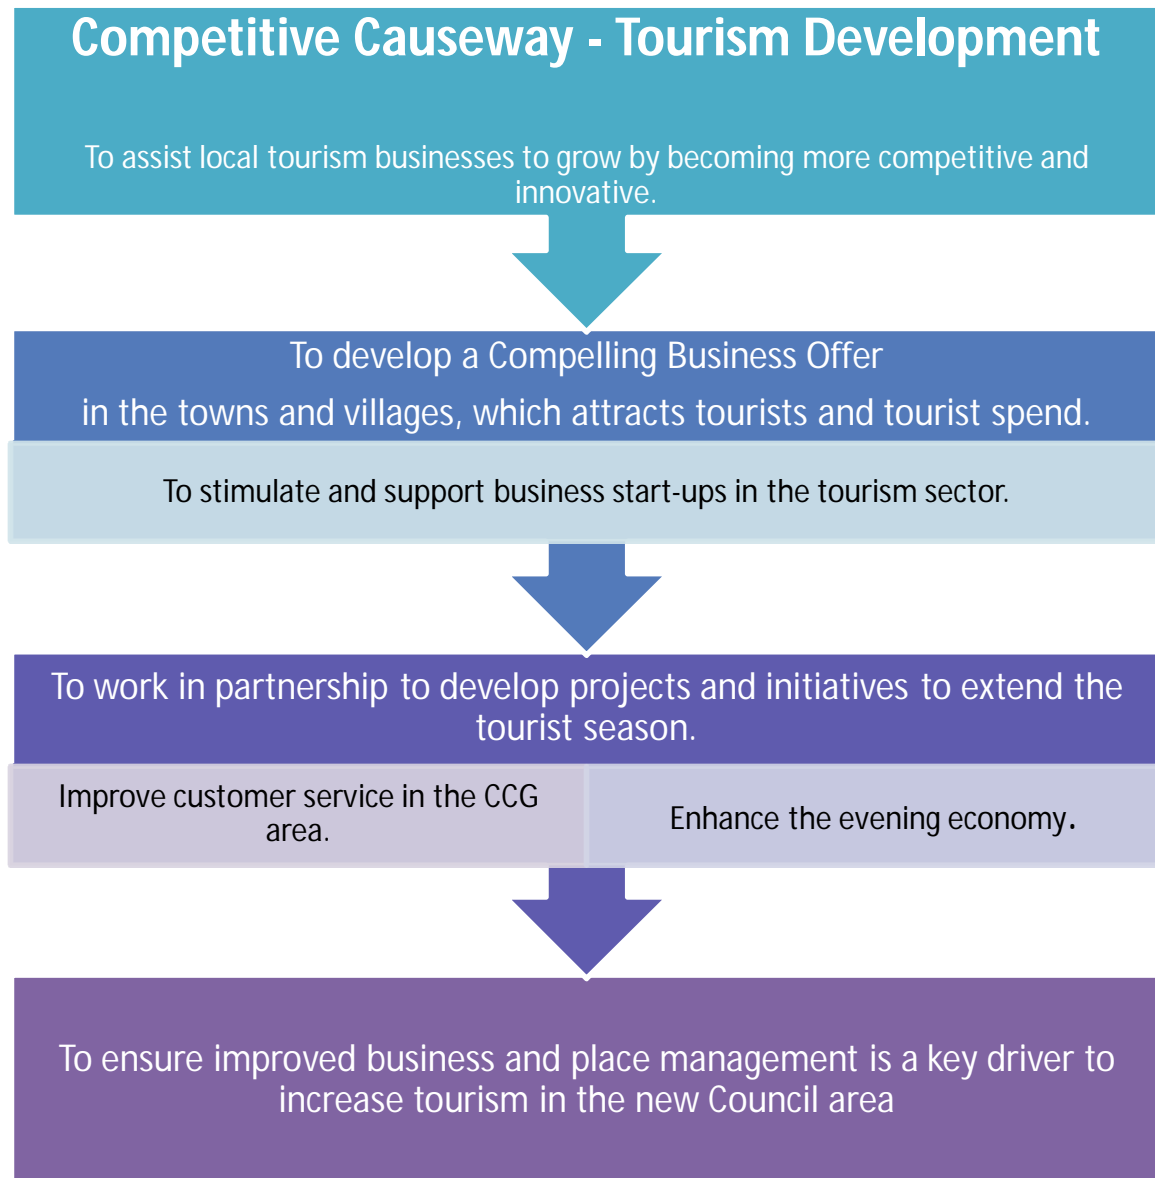 Competitive Causeway - Tourism Development
To assist local tourism businesses to grow by becoming more competitive and
innovative.
To develop a Compelling Business Offer
in the towns and villages, which attracts tourists and tourist spend.
To stimulate and support business start-ups in the tourism sector.
To work in partnership to develop projects and initiatives to extend the
tourist season.
Improve customer service in the CCG
area.
Enhance the evening economy.
To ensure improved business and place management is a key driver to
increase tourism in the new Council area